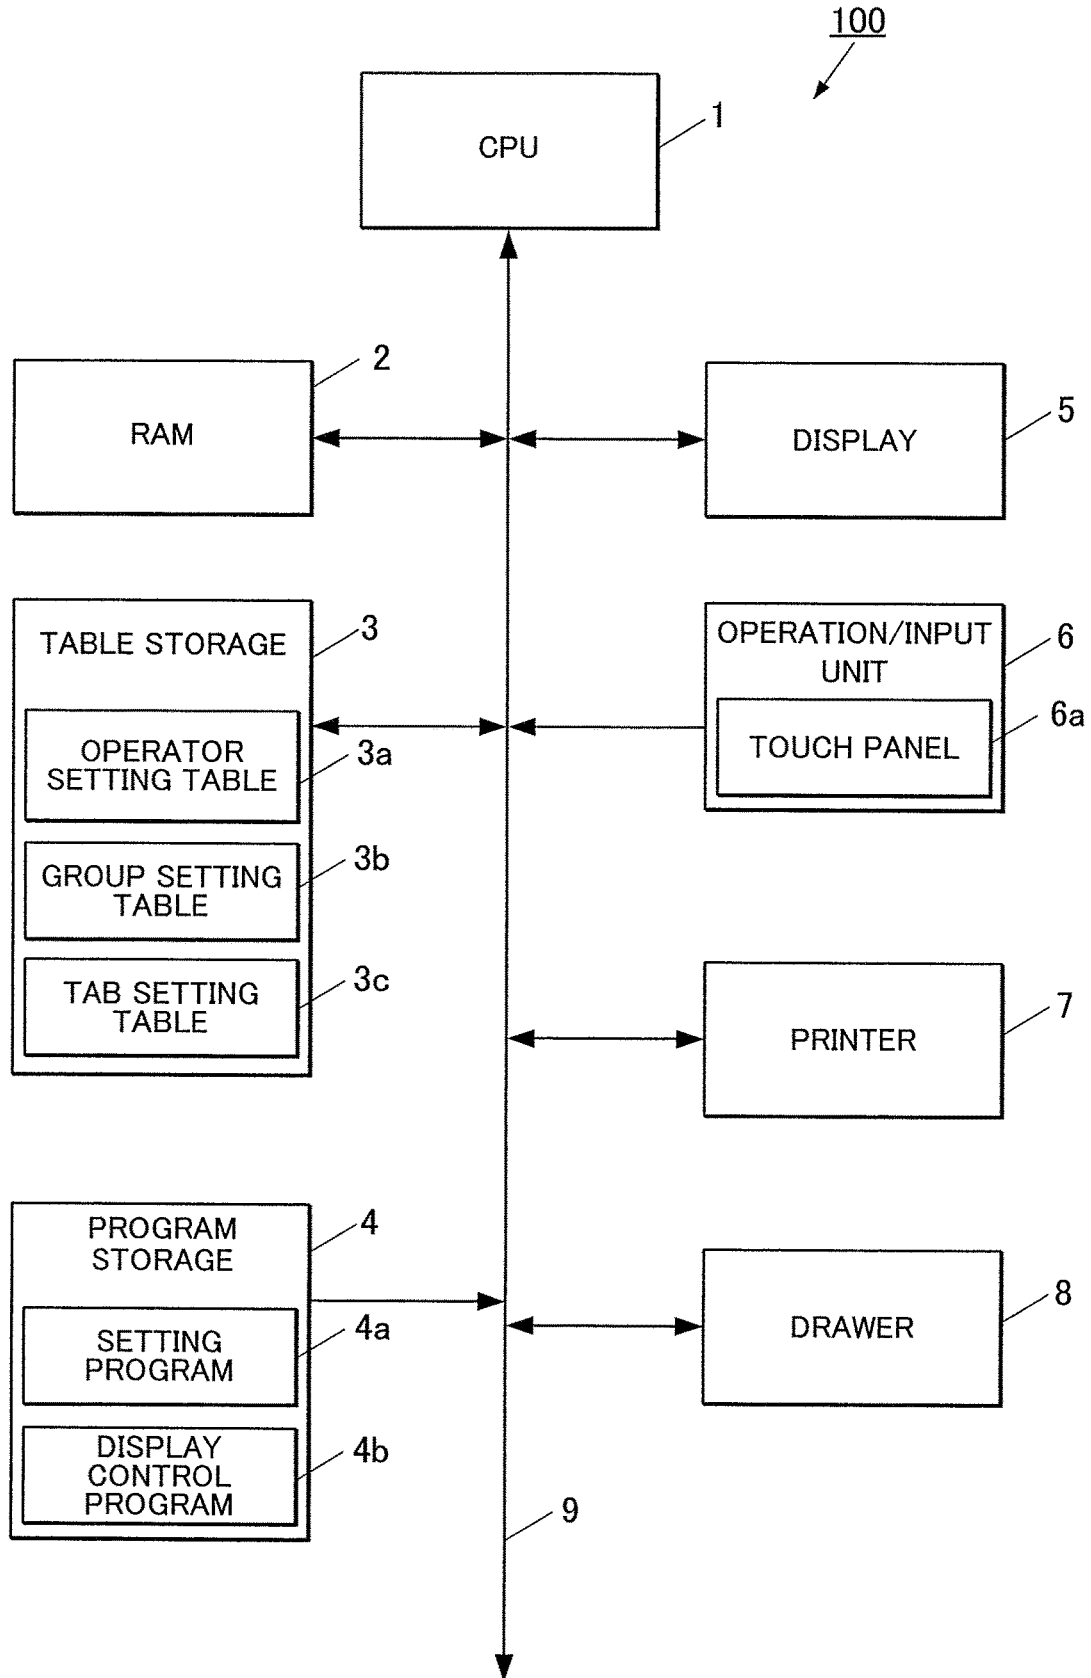 100
CPU
1
RAM
2
DISPLAY
5
TABLE STORAGE
3
OPERATOR
SETTING TABLE
3a
GROUP SETTING
TABLE
3b
TAB SETTING
TABLE
3c
OPERATION/INPUT
UNIT
6
TOUCH PANEL
6a
PRINTER
7
PROGRAM
STORAGE
4
SETTING
PROGRAM
4a
DISPLAY
CONTROL
PROGRAM
4b
DRAWER
8
9